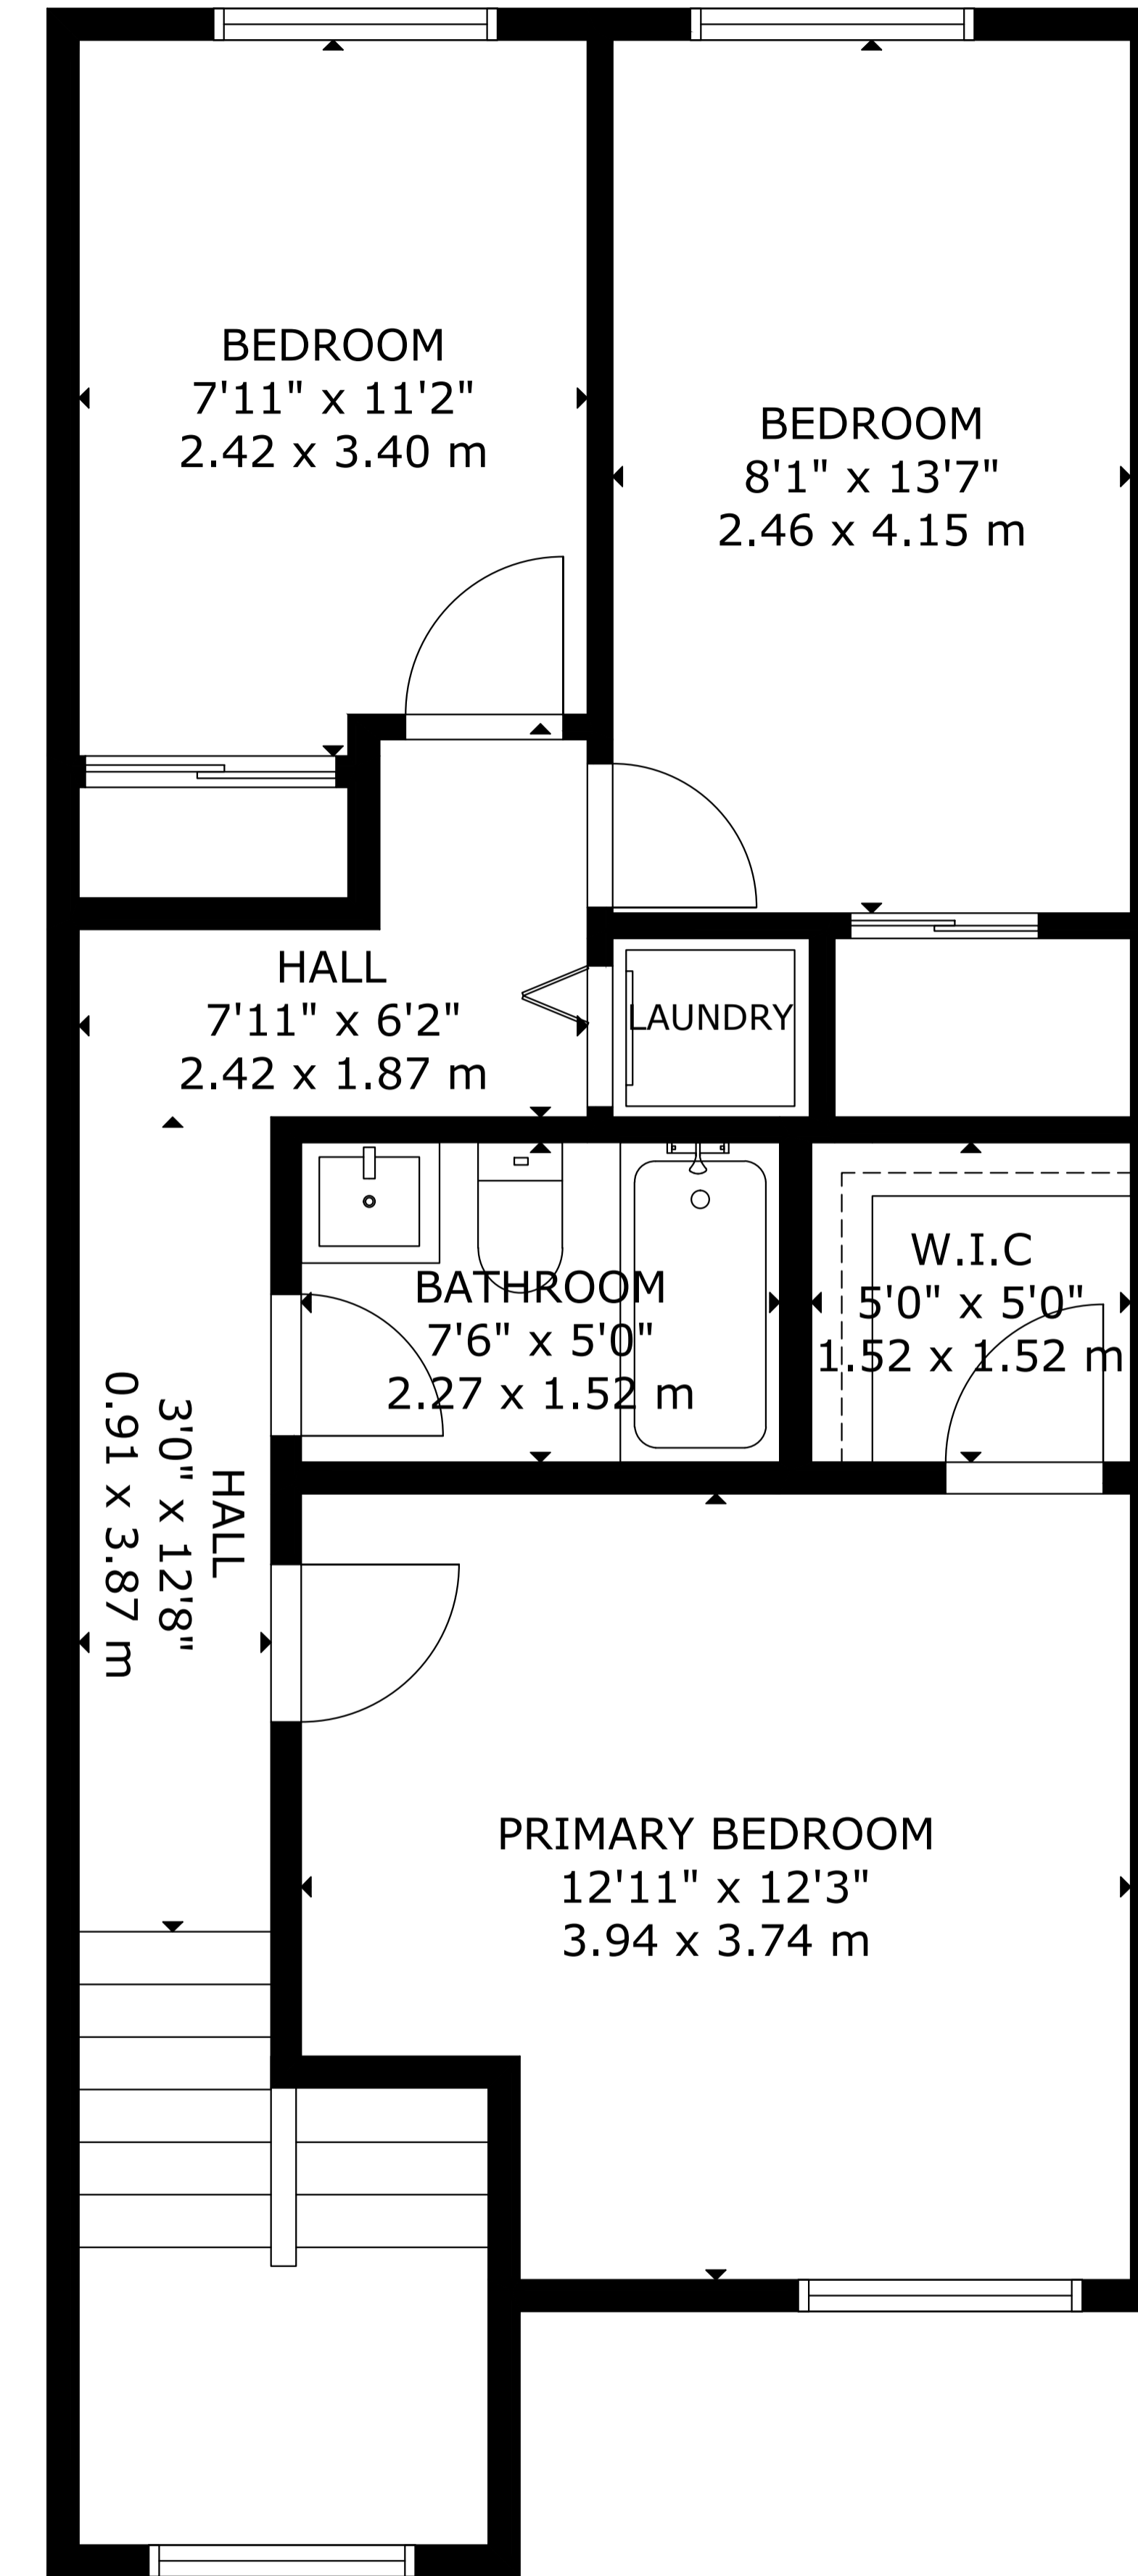 BEDROOM
7'11" x 11'2"
2.42 x 3.40 m
BEDROOM
8'1" x 13'7"
2.46 x 4.15 m
HALL
7'11" x 6'2"
2.42 x 1.87 m
LAUNDRY
W.I.C
5'0" x 5'0"
1.52 x 1.52 m
BATHROOM
7'6" x 5'0"
2.27 x 1.52 m
HALL
3'0" x 12'8"
0.91 x 3.87 m
PRIMARY BEDROOM
12'11" x 12'3"
3.94 x 3.74 m